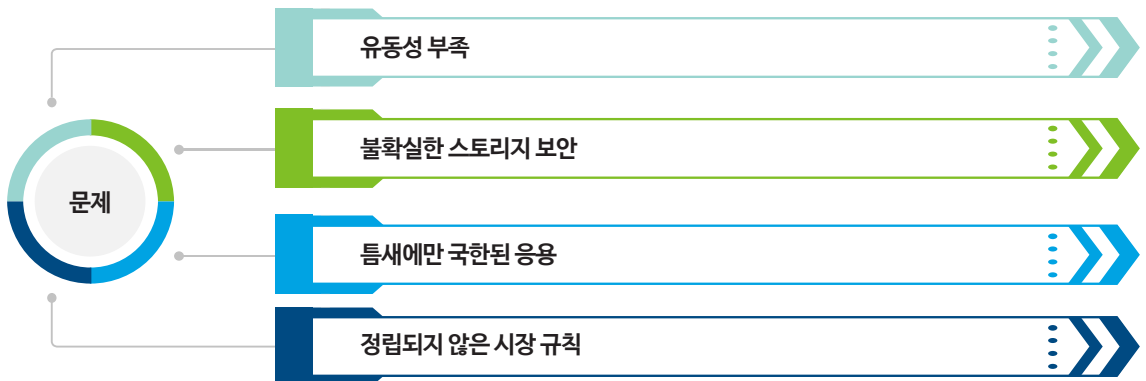 유동성 부족
불확실한 스토리지 보안
문제
틈새에만 국한된 응용
정립되지 않은 시장 규칙